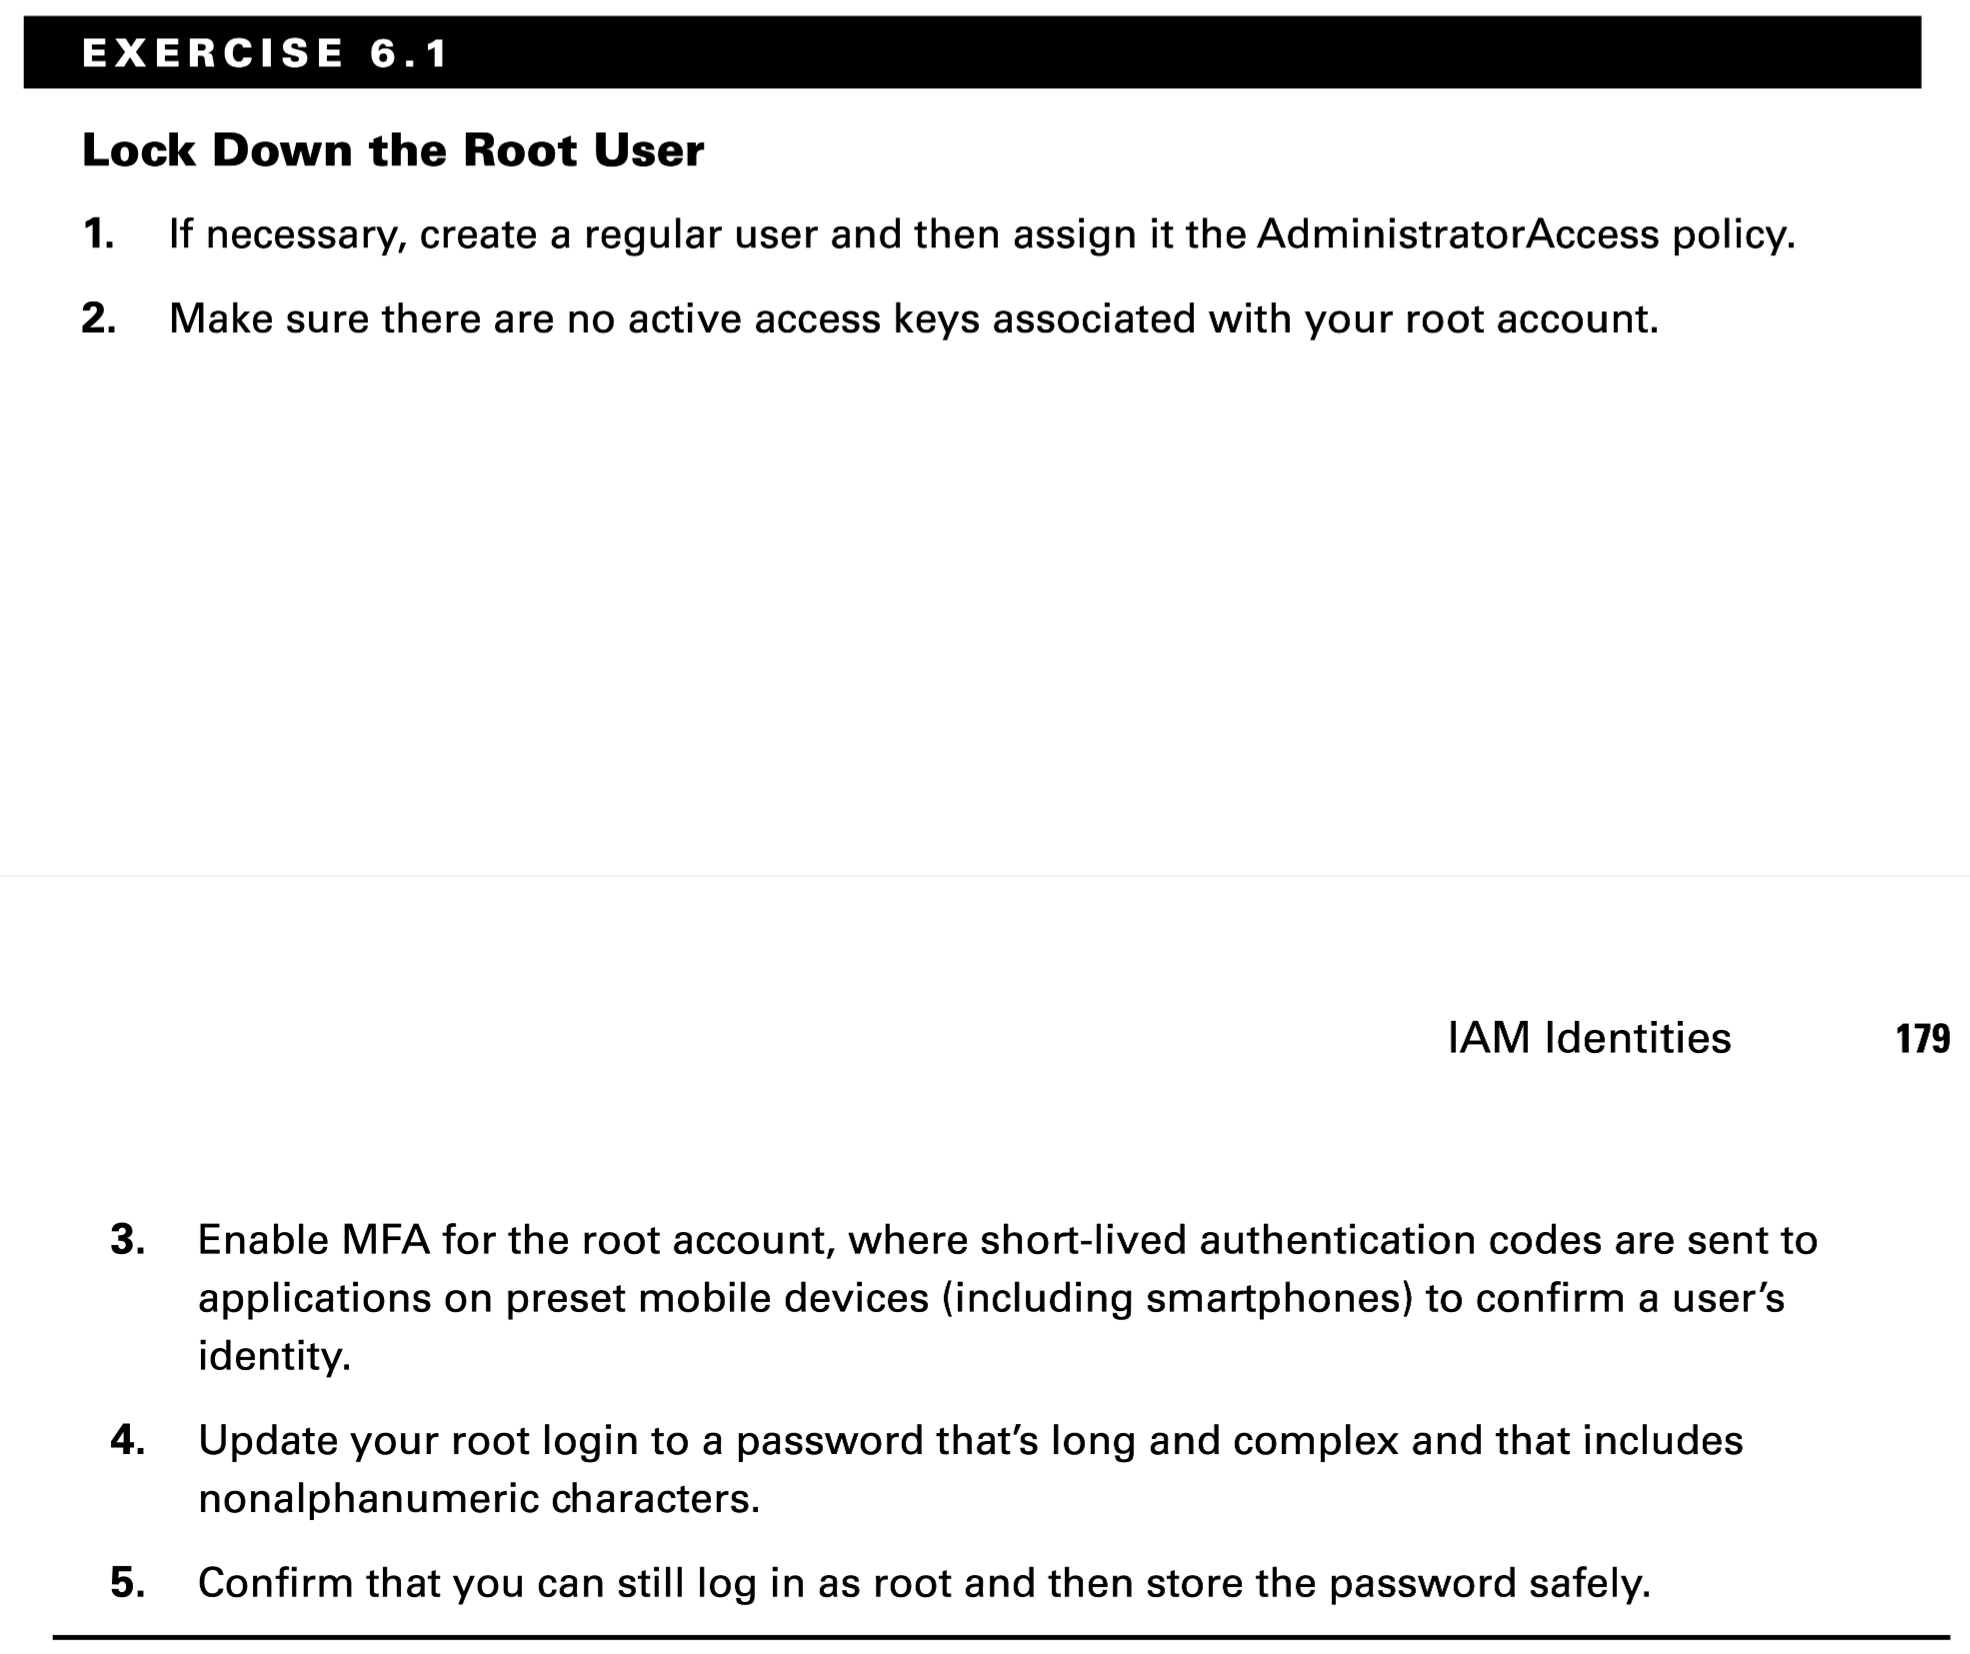 EXERCISE 6.1
Lock Down the Root User
1. If necessary, create a regular user and then assign it the AdministratorAccess policy.
2. Make sure there are no active access keys associated with your root account.
IAM Identities 179
3. Enable MFA for the root account, where short-lived authentication codes are sent to
applications on preset mobile devices (including smartphones) to confirm a user’s
identity.
4. Update your root login to a password that’s long and complex and that includes
nonalphanumeric characters.
5. Confirm that you can still log in as root and then store the password safely.